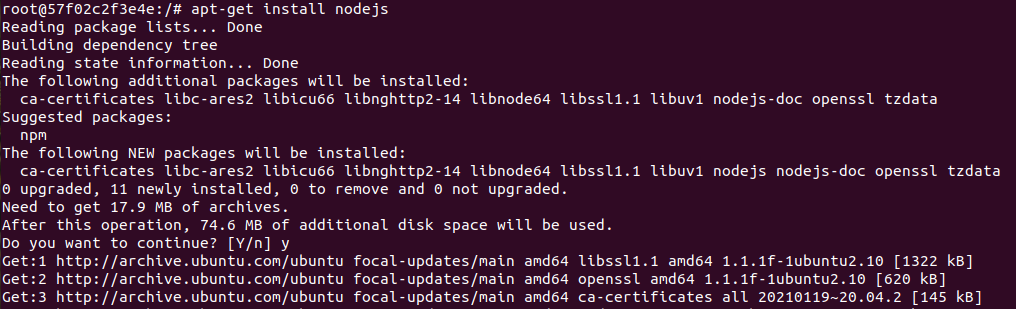 root@57f02c2f3e4e:/# apt-get install nodejs
Reading package lists... Done
Building dependency tree
Reading state information... Done
The following additional packages will be installed:
  ca-certificates libc-ares2 libicu66 libnghttp2-14 libnode64 libssl1.1 libuv1 nodejs-doc openssl tzdata
Suggested packages:
  npm
The following NEW packages will be installed:
  ca-certificates libc-ares2 libicu66 libnghttp2-14 libnode64 libssl1.1 libuv1 nodejs nodejs-doc openssl tzdata
0 upgraded, 11 newly installed, 0 to remove and 0 not upgraded.
Need to get 17.9 MB of archives.
After this operation, 74.6 MB of additional disk space will be used.
Do you want to continue? [Y/n] y
Get:1 http://archive.ubuntu.com/ubuntu focal-updates/main amd64 libssl1.1 amd64 1.1.1f-1ubuntu2.10 [1322 kB]
Get:2 http://archive.ubuntu.com/ubuntu focal-updates/main amd64 openssl amd64 1.1.1f-1ubuntu2.10 [620 kB]
Get:3 http://archive.ubuntu.com/ubuntu focal-updates/main amd64 ca-certificates all 20210119~20.04.2 [145 kB]